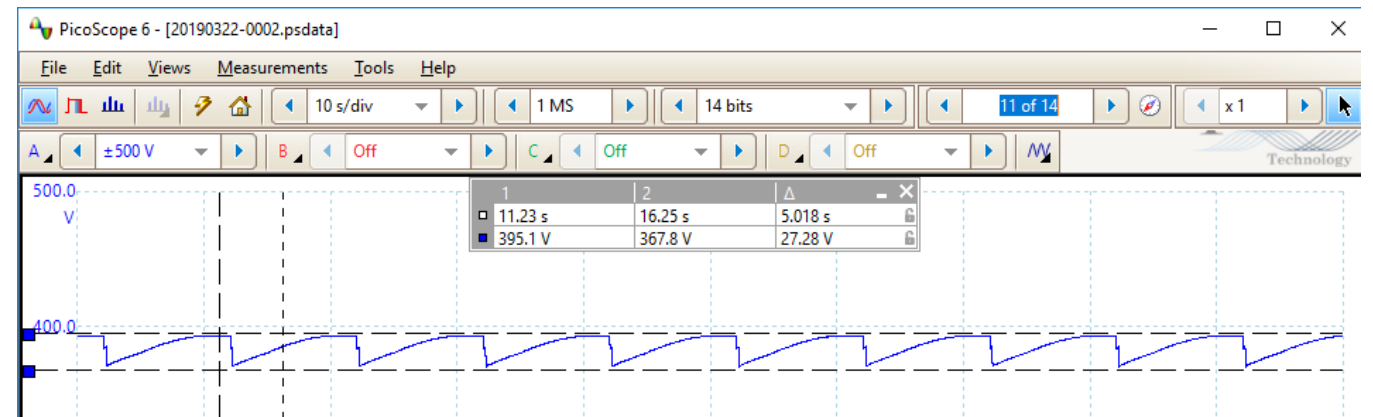 PicoScope 6 - [20190322-0002.psdata]
File Edit Views Measurements Tools Help
10 s/div 1 MS 14 bits 11 of 14 x 1
A ±500 V B Off C Off D Off Technology
500.0
V
1 2 Δ
11.23 s 16.25 s 5.018 s
395.1 V 367.8 V 27.28 V
400.0